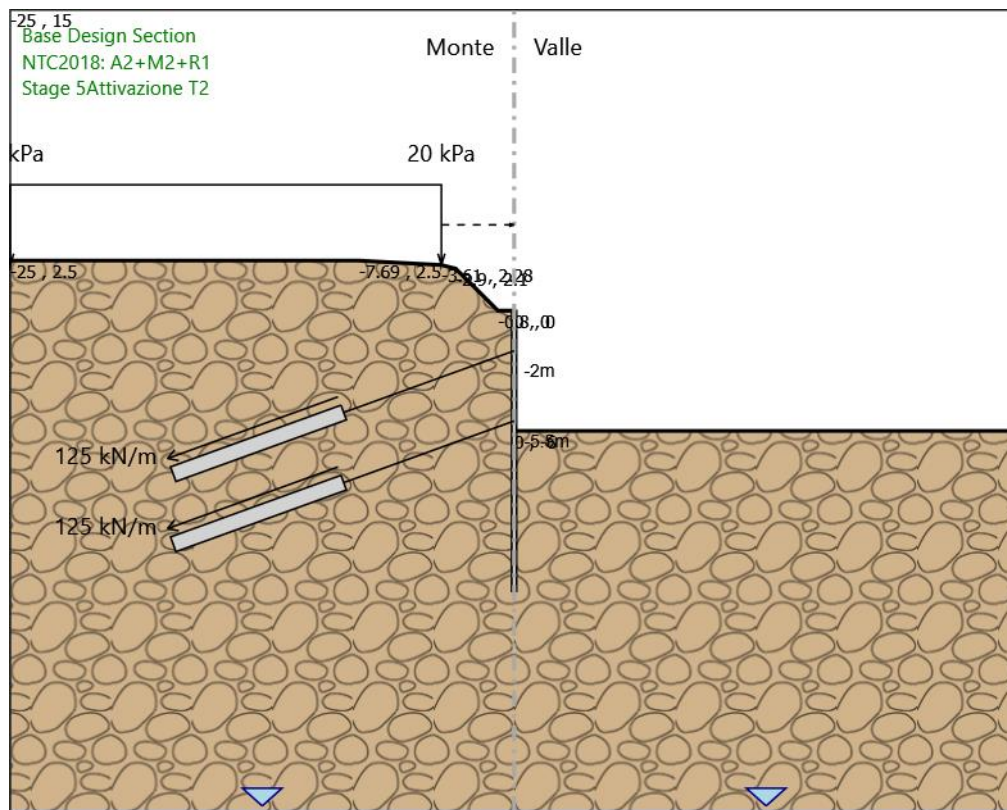 -25 , 15
Base Design Section
NTC2018: A2+M2+R1
Stage 5Attivazione T2
Monte
Valle
kPa
20 kPa
-25 , 2.5
-7.69 , 2.5
-2m
125 kN/m
125 kN/m